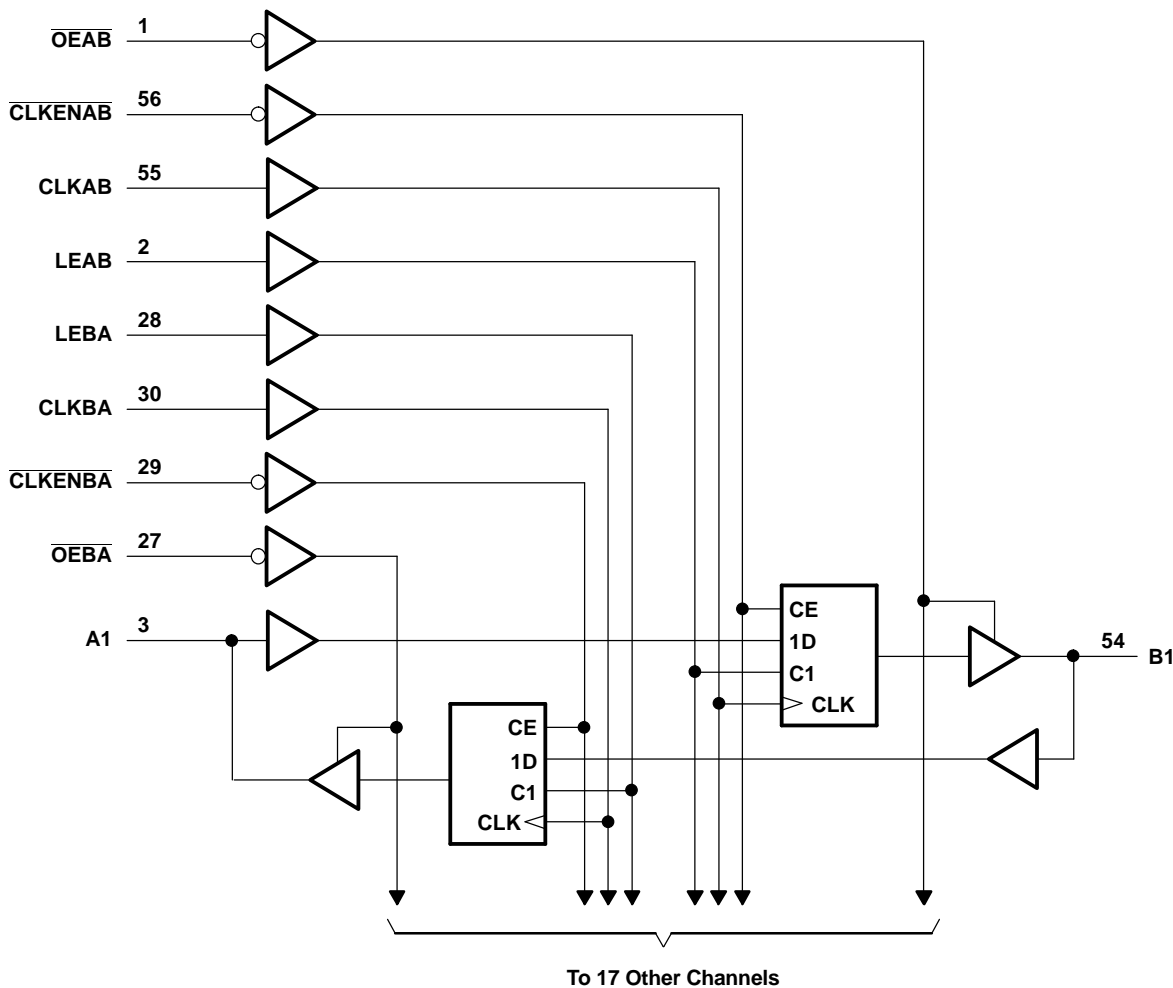 OEAB 1
CLKENAB 56
CLKAB 55
LEAB 2
LEBA 28
CLKBA 30
CLKENBA 29
OEBA 27
A1 3
CE
1D
C1
CLK
54 B1
CE
1D
C1
CLK
To 17 Other Channels